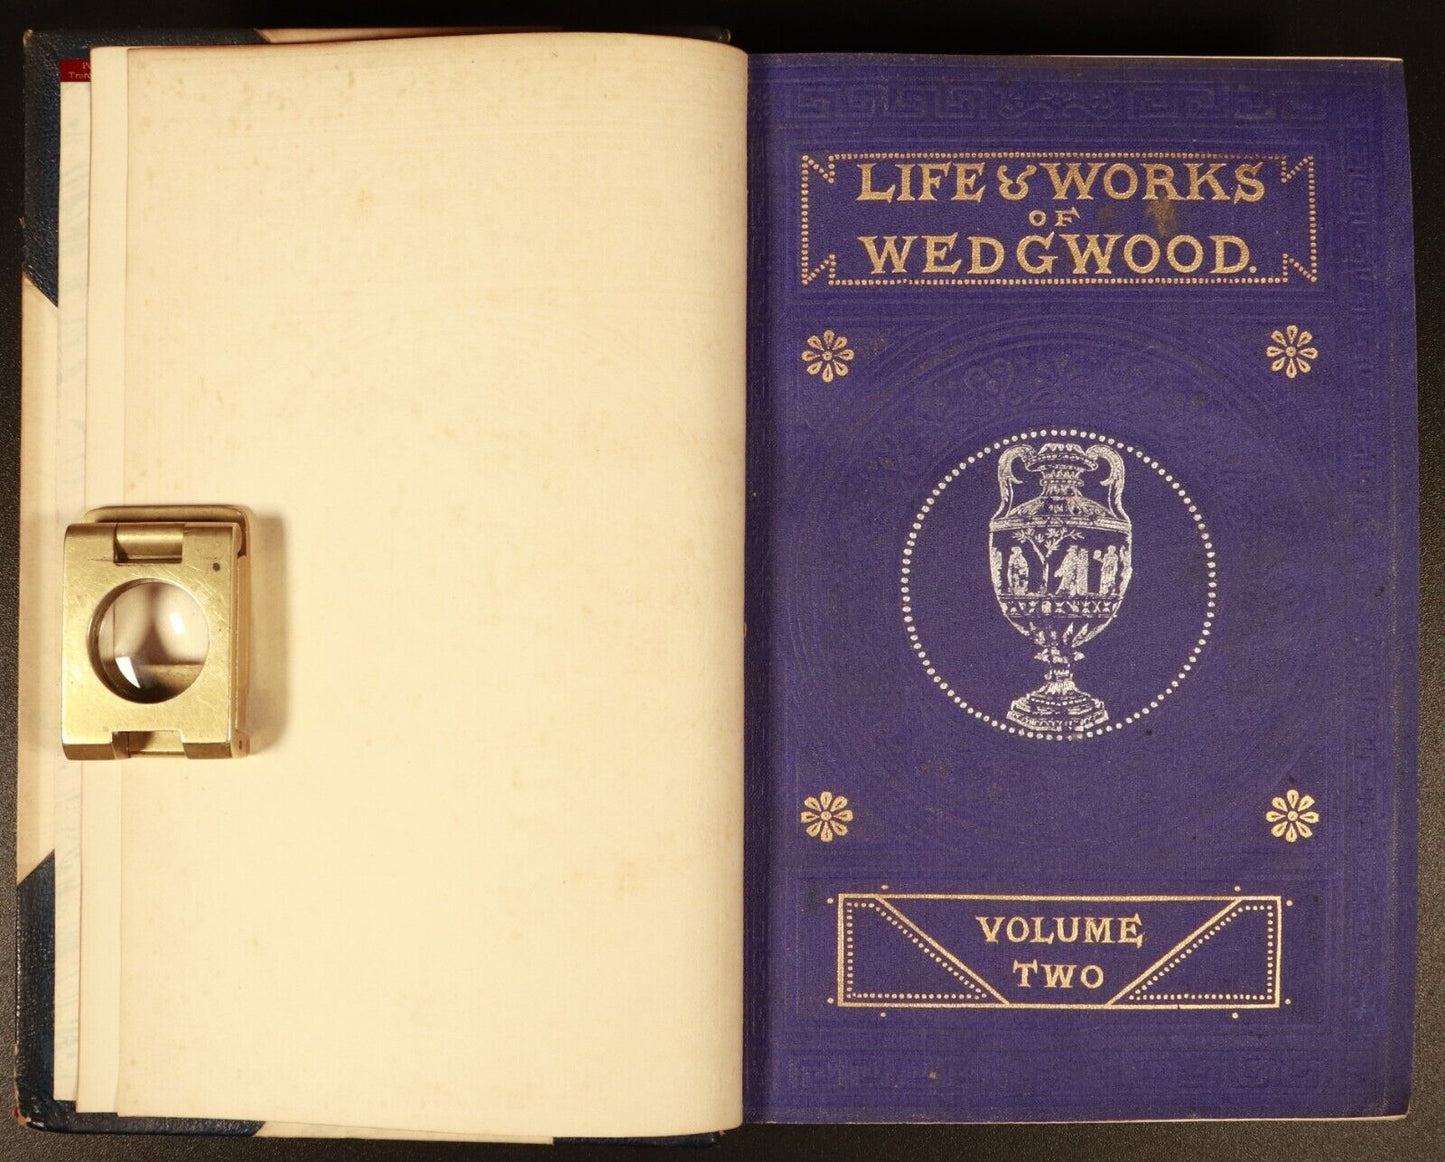 LIFE & WORKS
OF
WEDGWOOD.
VOLUME
TWO